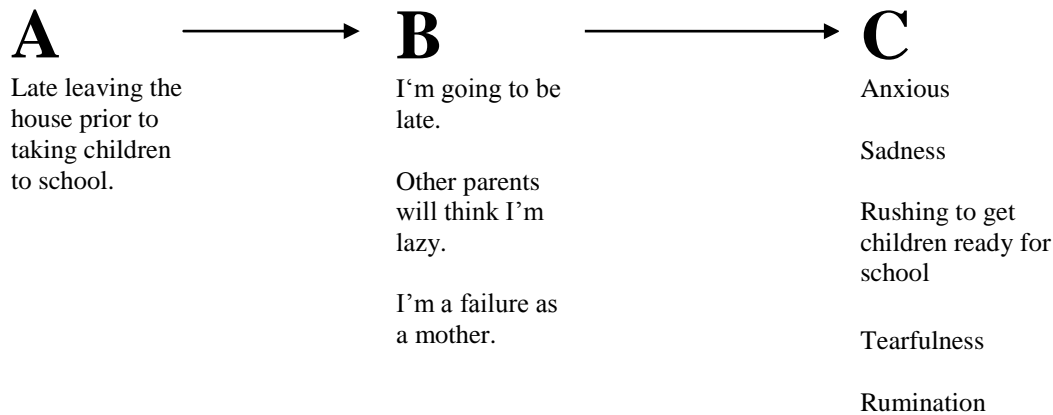 A
Late leaving the
house prior to
taking children
to school.
B
I‘m going to be
late.
Other parents
will think I’m
lazy.
I’m a failure as
a mother.
C
Anxious
Sadness
Rushing to get
children ready for
school
Tearfulness
Rumination